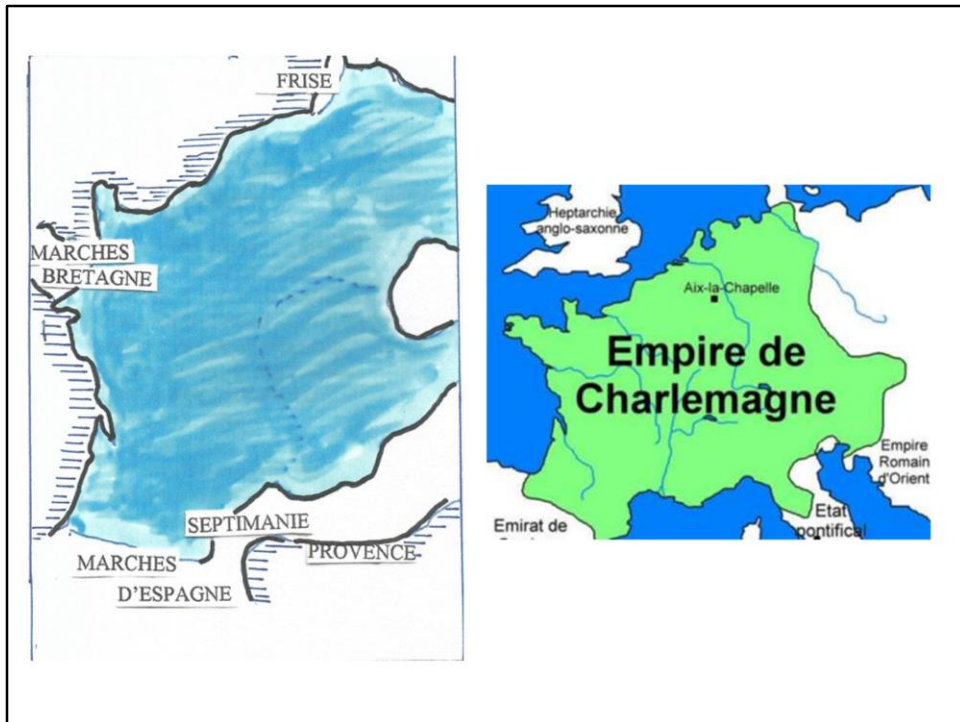 FRISE
MARCHES
BRETAGNE
SEPTIMANIE
PROVENCE
MARCHES
D'ESPAGNE
Heptarchie
anglo-saxonne
Aix-la-Chapelle
Empire de
Charlemagne
Empire
Romain
d'Orient
Etat
pontifical
Emirat de